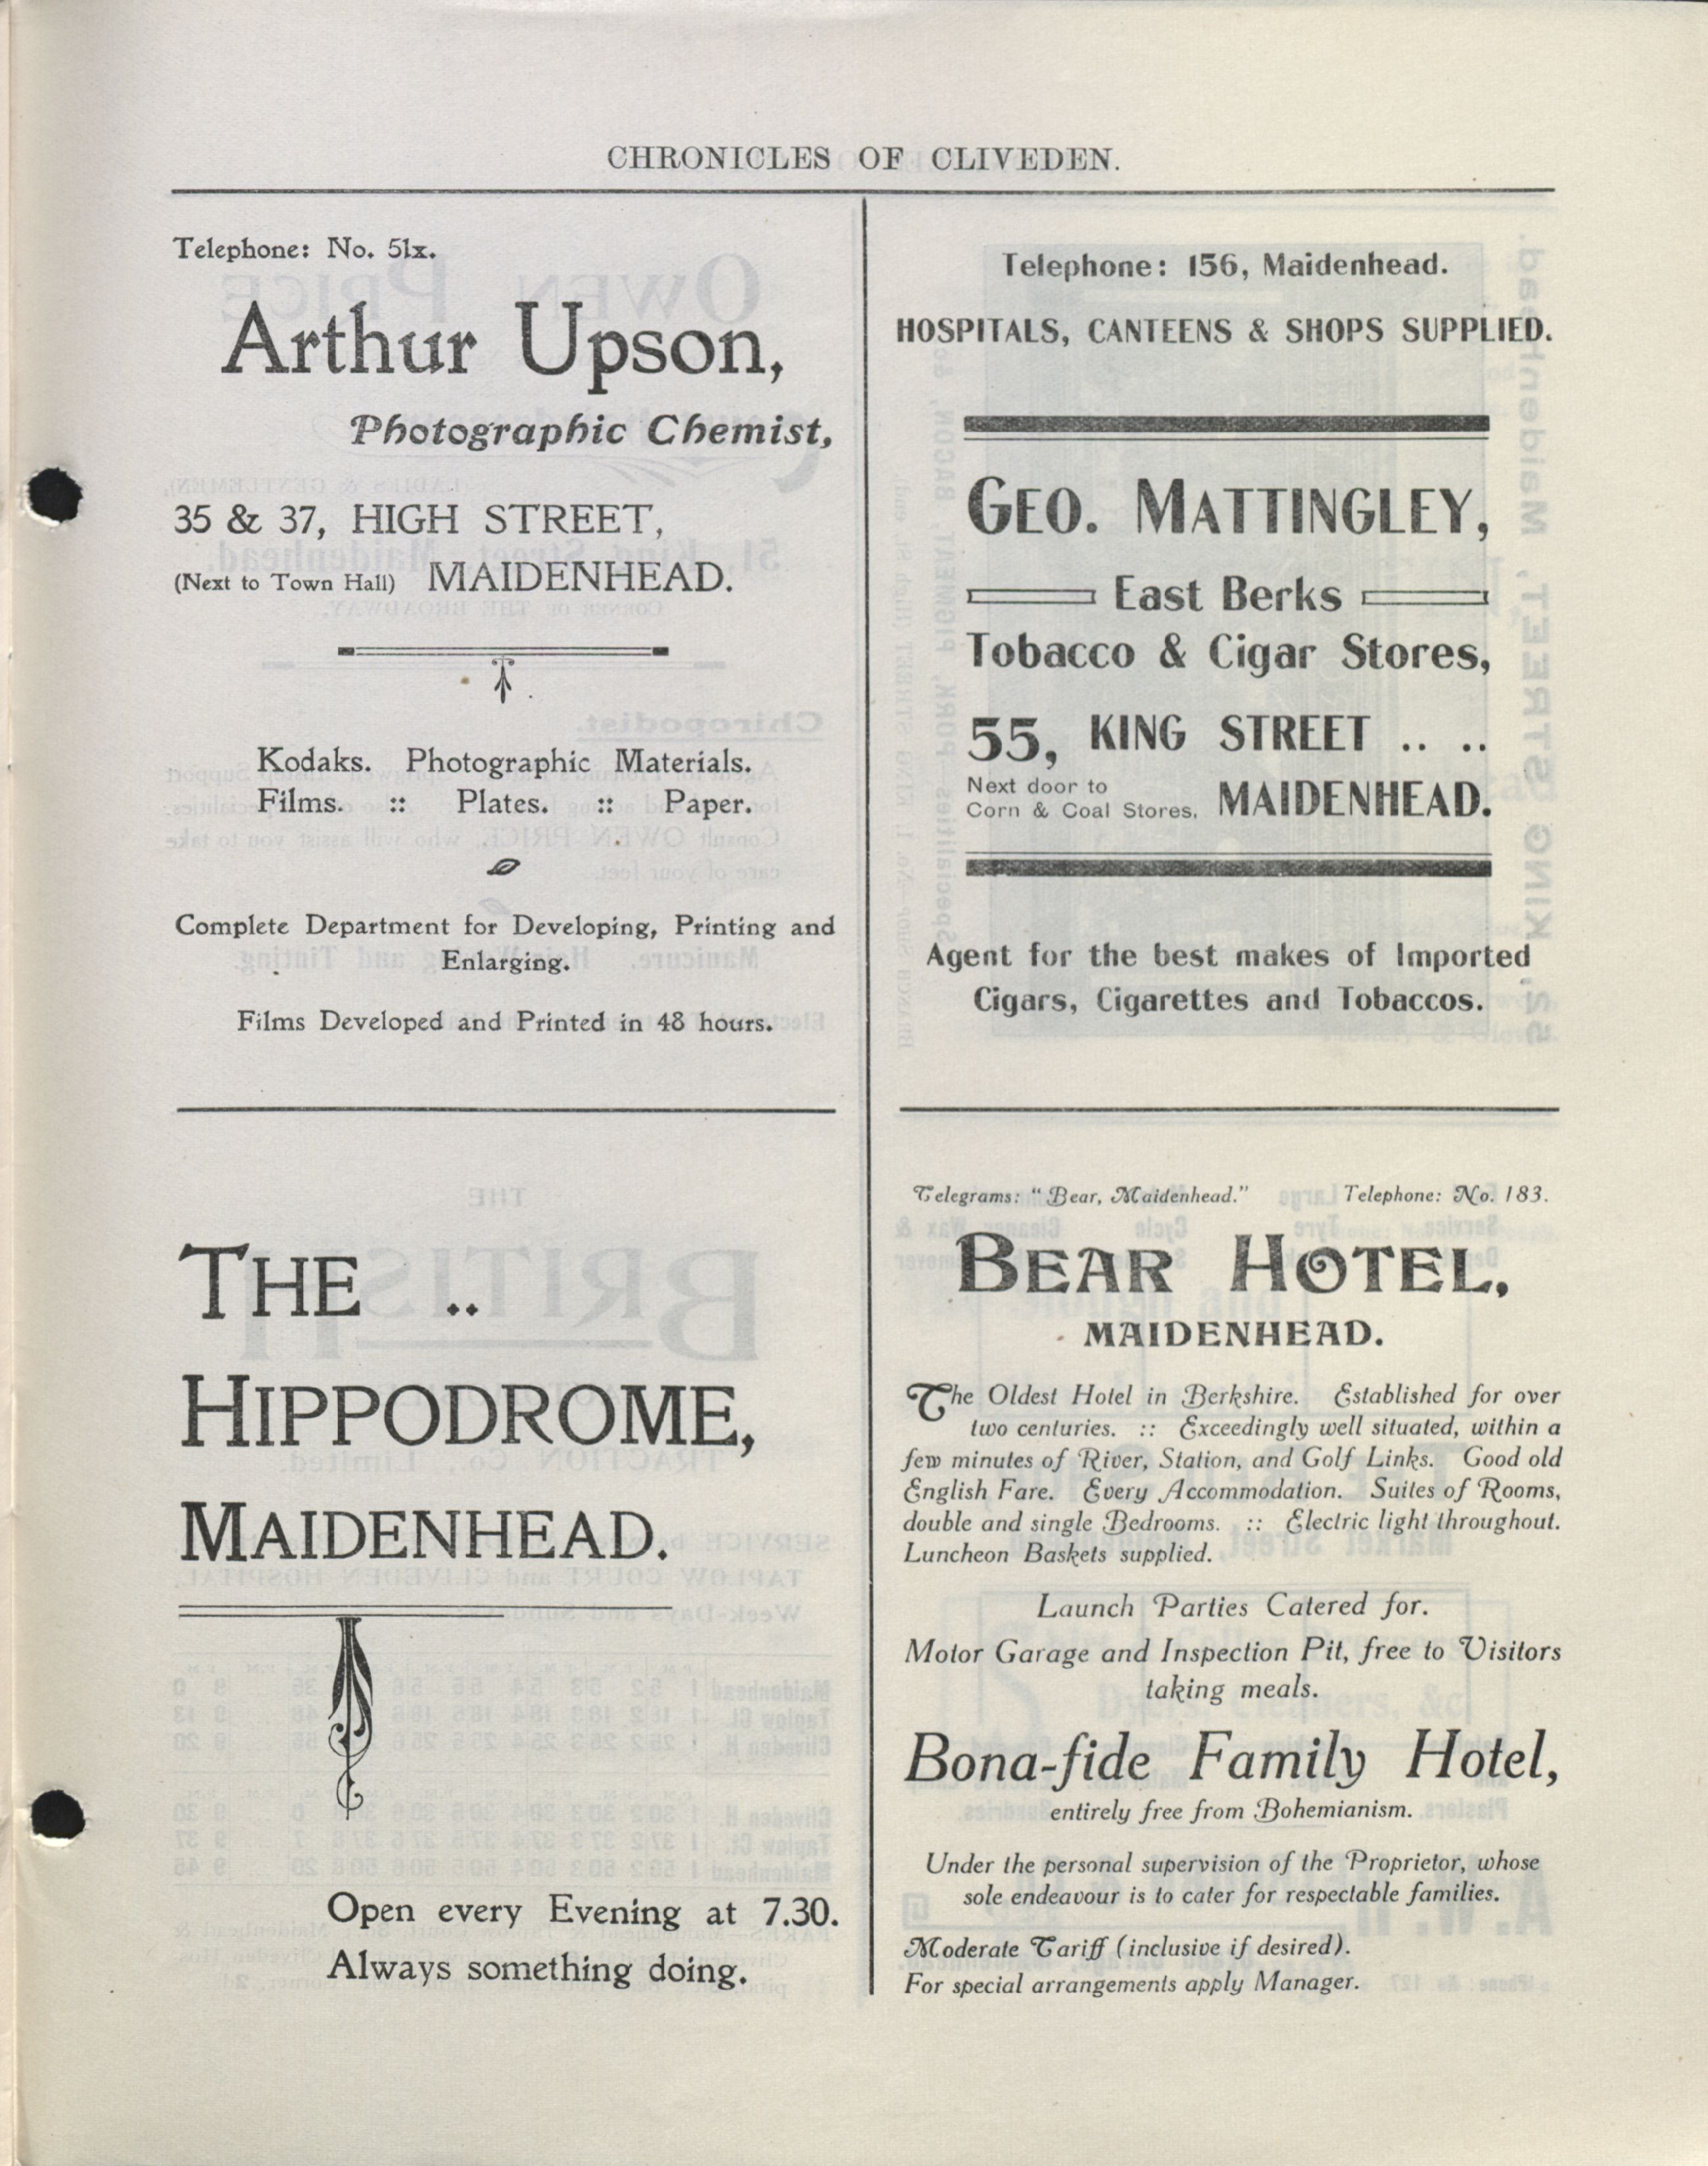 CHRONICLES OF CLIVEDEN.
Telephone: No. 51x.
Arthur Upson,
Photographic Chemist,
35 & 37, HIGH STREET,
(Next to Town Hall) MAIDENHEAD.
Kodaks. Photographic Materials.
Films. :: Plates. :: Paper.
Complete Department for Developing, Printing and
Enlarging.
Films Developed and Printed in 48 hours.
Telephone: 156, Maidenhead.
HOSPITALS, CANTEENS & SHOPS SUPPLIED.
GEO. MATTINGLEY,
East Berks
Tobacco & Cigar Stores,
55, KING STREET .. ..
Next door to
Corn & Coal Stores, MAIDENHEAD.
Agent for the best makes of Imported
Cigars, Cigarettes and Tobaccos.
THE ..
HIPPODROME,
MAIDENHEAD.
Open every Evening at 7.30.
Always something doing.
Telegrams: "Bear, Maidenhead." Telephone: No. 183.
BEAR HOTEL,
MAIDENHEAD.
The Oldest Hotel in Berkshire. Established for over
two centuries. :: Exceedingly well situated, within a
few minutes of River, Station, and Golf Links. Good old
English Fare. Every Accommodation. Suites of Rooms,
double and single Bedrooms. :: Electric light throughout.
Luncheon Baskets supplied.
Launch Parties Catered for.
Motor Garage and Inspection Pit, free to Visitors
taking meals.
Bona-fide Family Hotel,
entirely free from Bohemianism.
Under the personal supervision of the Proprietor, whose
sole endeavour is to cater for respectable families.
Moderate Tariff (inclusive if desired).
For special arrangements apply Manager.